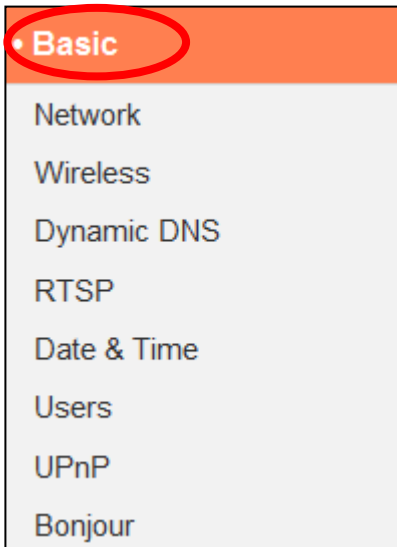 • Basic
Network
Wireless
Dynamic DNS
RTSP
Date & Time
Users
UPnP
Bonjour